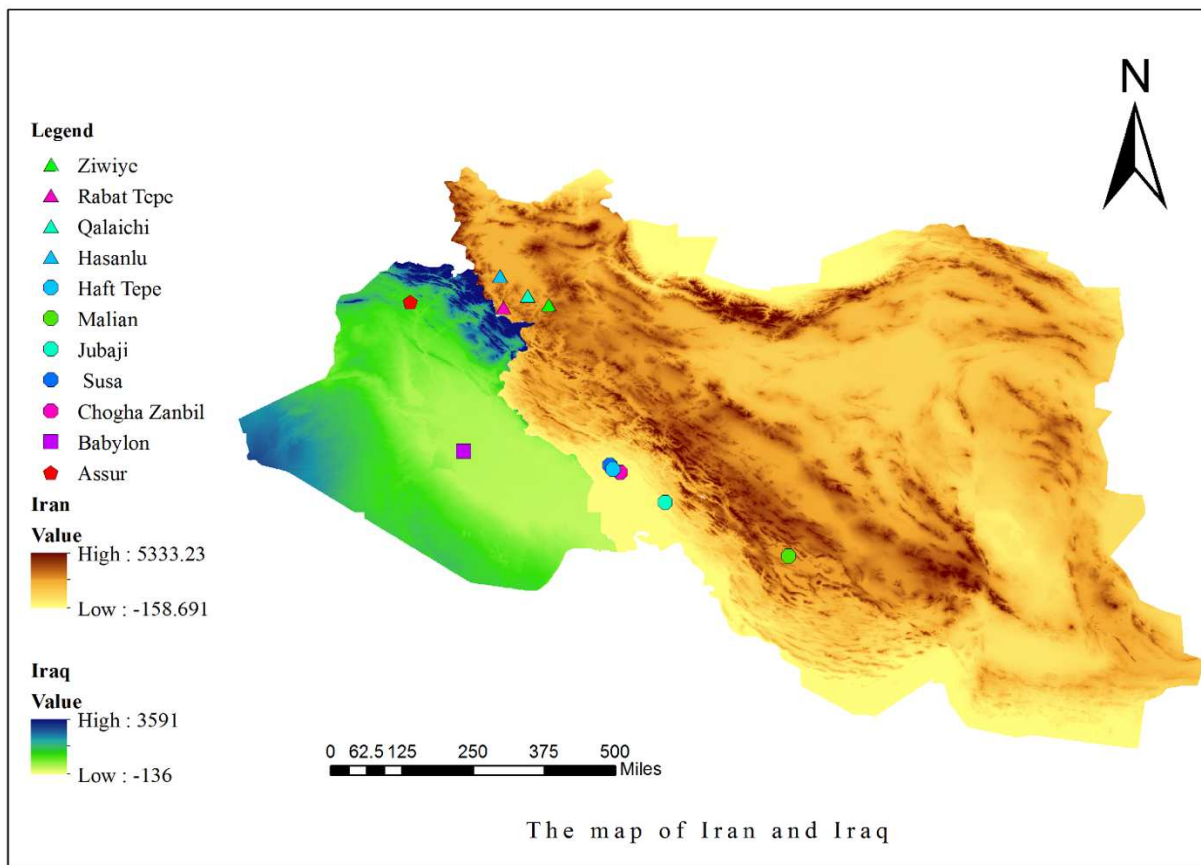 N
Legend
Ziwiye
Rabat Tepe
Qalaichi
Hasanlu
Haft Tepe
Malian
Jubaji
Susa
Chogha Zanbil
Babylon
Assur
Iran
Value
High : 5333.23
Low : -158.691
Iraq
Value
High : 3591
Low : -136
0 62.5 125 250 375 500
Miles
The map of Iran and Iraq